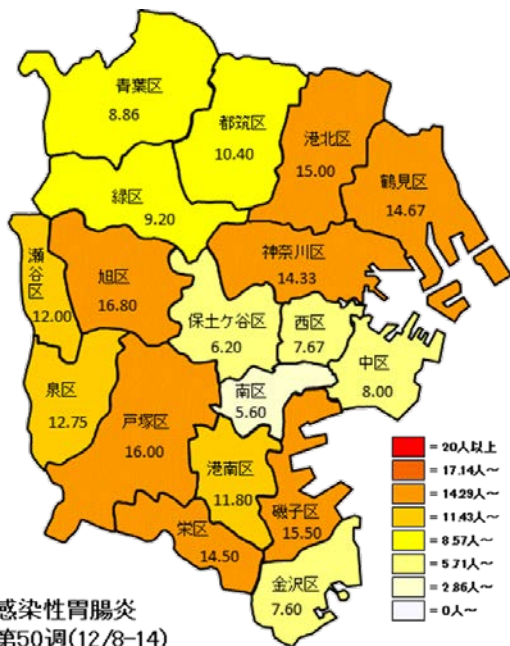 青葉区
8.86
都筑区
10.40
港北区
15.00
鶴見区
14.67
緑区
9.20
神奈川区
14.33
瀬谷区
12.00
旭区
16.80
保土ケ谷区
6.20
西区
7.67
中区
8.00
泉区
12.75
戸塚区
16.00
南区
5.60
港南区
11.80
磯子区
15.50
栄区
14.50
金沢区
7.60
= 20人以上
= 17.14人～
= 14.29人～
= 11.43人～
= 8.57人～
= 5.71人～
= 2.86人～
= 0人～
感染性胃腸炎
第50週(12/8-14)